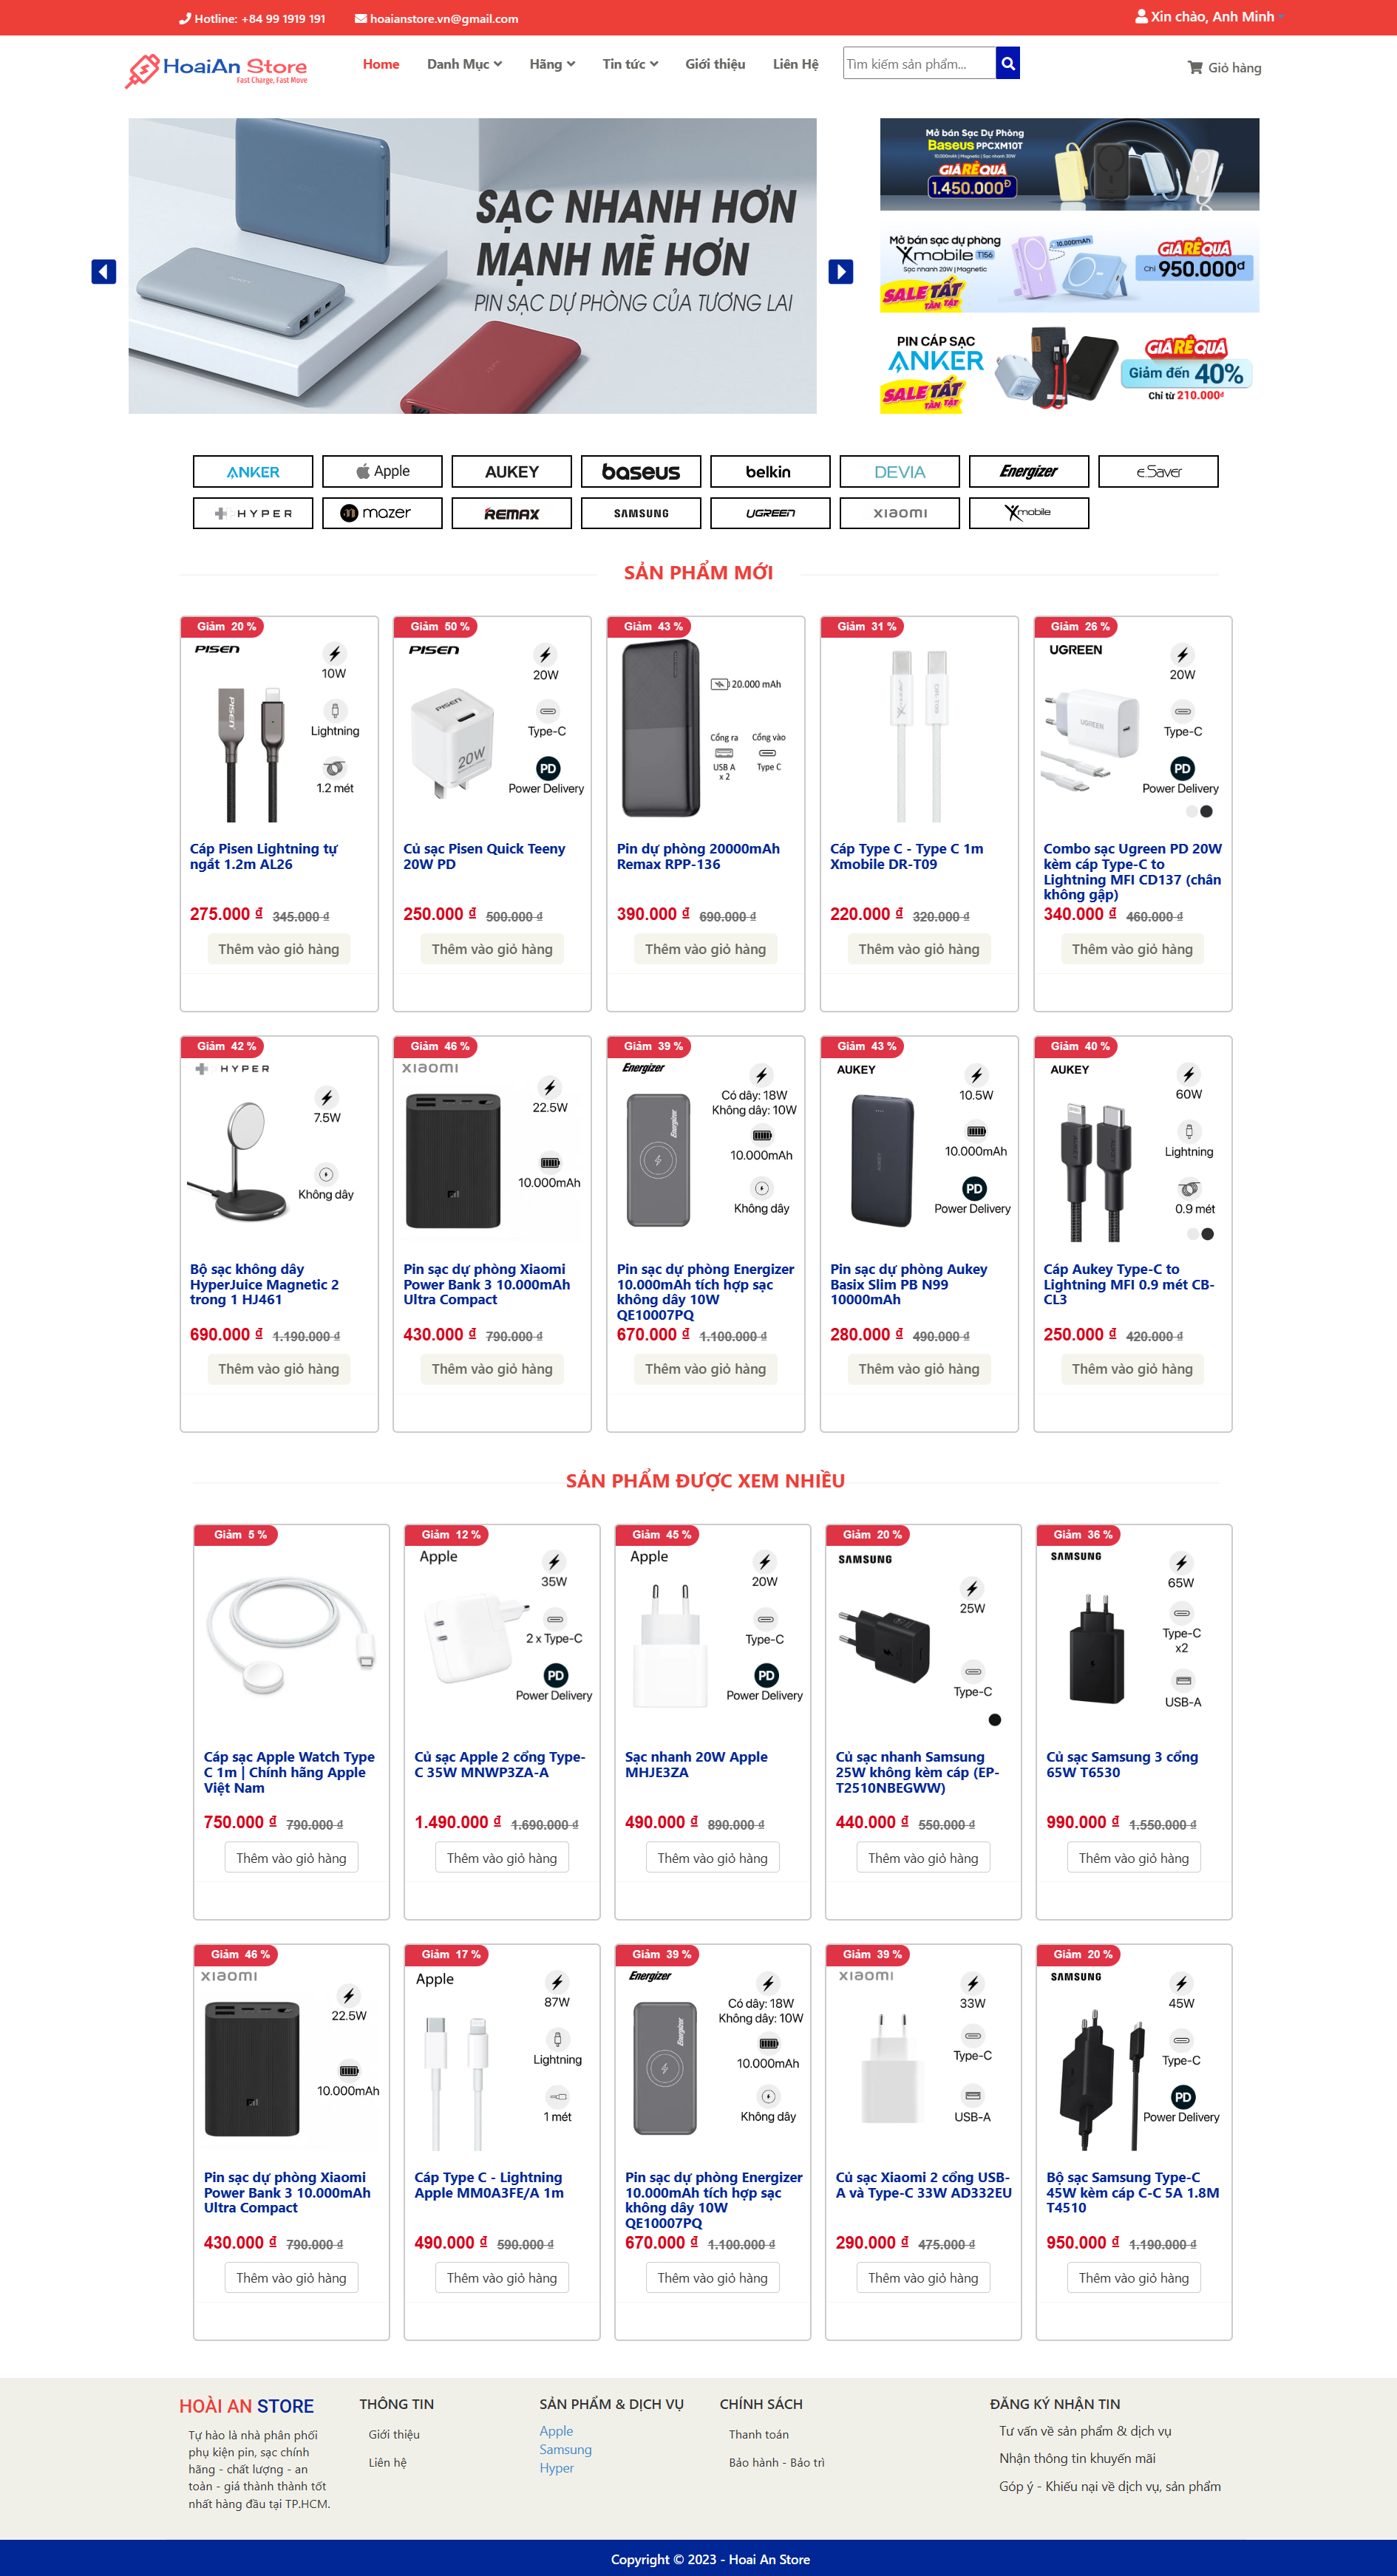 Hotline: +84 99 1919 191
hoaianstore.vn@gmail.com
Xin chào, Anh Minh
HoaiAn Store
Fast Charge, Fast Move
Home
Danh Mục
Hãng
Tin tức
Giới thiệu
Liên Hệ
Tìm kiếm sản phẩm...
Giỏ hàng
SẠC NHANH HƠN
MẠNH MẼ HƠN
PIN SẠC DỰ PHÒNG CỦA TƯƠNG LAI
Mở bán Sạc Dự Phòng
Baseus PPCXM10T
10.000mAh | Magnetic | Sạc nhanh 30W
GIÁ RẺ QUÁ
1.450.000Đ
Mở bán sạc dự phòng
Xmobile T156
Sạc nhanh 20W | Magnetic
SALE TẤT
TẦN TẬT
10.000mAh
GIÁ RẺ QUÁ
Chỉ 950.000đ
PIN CÁP SẠC
ANKER
SALE TẤT
TẦN TẬT
GIÁ RẺ QUÁ
Giảm đến 40%
Chỉ từ 210.000đ
ANKER
Apple
AUKEY
baseus
belkin
DEVIA
Energizer
eSaver
HYPER
mazer
REMAX
SAMSUNG
UGREEN
xiaomi
Xmobile
SẢN PHẨM MỚI
Giảm 20 %
PISEN
10W
Lightning
1.2 mét
PISEN
Cáp Pisen Lightning tự
ngắt 1.2m AL26
275.000 ₫ 345.000 ₫
Thêm vào giỏ hàng
Giảm 50 %
PISEN
20W
Type-C
PD
Power Delivery
PISEN
20W
Củ sạc Pisen Quick Teeny
20W PD
250.000 ₫ 500.000 ₫
Thêm vào giỏ hàng
Giảm 43 %
20.000 mAh
Cổng ra
USB A
x 2
Cổng vào
Type C
Pin dự phòng 20000mAh
Remax RPP-136
390.000 ₫ 690.000 ₫
Thêm vào giỏ hàng
Giảm 31 %
DR-T09
Cáp Type C - Type C 1m
Xmobile DR-T09
220.000 ₫ 320.000 ₫
Thêm vào giỏ hàng
Giảm 26 %
UGREEN
20W
Type-C
PD
Power Delivery
UGREEN
Combo sạc Ugreen PD 20W
kèm cáp Type-C to
Lightning MFI CD137 (chân
không gập)
340.000 ₫ 460.000 ₫
Thêm vào giỏ hàng
Giảm 42 %
HYPER
7.5W
Không dây
Bộ sạc không dây
HyperJuice Magnetic 2
trong 1 HJ461
690.000 ₫ 1.190.000 ₫
Thêm vào giỏ hàng
Giảm 46 %
xiaomi
22.5W
10.000mAh
Pin sạc dự phòng Xiaomi
Power Bank 3 10.000mAh
Ultra Compact
430.000 ₫ 790.000 ₫
Thêm vào giỏ hàng
Giảm 39 %
Energizer
Có dây: 18W
Không dây: 10W
10.000mAh
Không dây
Energizer
Pin sạc dự phòng Energizer
10.000mAh tích hợp sạc
không dây 10W
QE10007PQ
670.000 ₫ 1.100.000 ₫
Thêm vào giỏ hàng
Giảm 43 %
AUKEY
10.5W
10.000mAh
PD
Power Delivery
AUKEY
Pin sạc dự phòng Aukey
Basix Slim PB N99
10000mAh
280.000 ₫ 490.000 ₫
Thêm vào giỏ hàng
Giảm 40 %
AUKEY
60W
Lightning
0.9 mét
AUKEY
AUKEY
Cáp Aukey Type-C to
Lightning MFI 0.9 mét CB-
CL3
250.000 ₫ 420.000 ₫
Thêm vào giỏ hàng
SẢN PHẨM ĐƯỢC XEM NHIỀU
Giảm 5 %
Cáp sạc Apple Watch Type
C 1m | Chính hãng Apple
Việt Nam
750.000 ₫ 790.000 ₫
Thêm vào giỏ hàng
Giảm 12 %
Apple
35W
2 x Type-C
PD
Power Delivery
Củ sạc Apple 2 cổng Type-
C 35W MNWP3ZA-A
1.490.000 ₫ 1.690.000 ₫
Thêm vào giỏ hàng
Giảm 45 %
Apple
20W
Type-C
PD
Power Delivery
Sạc nhanh 20W Apple
MHJE3ZA
490.000 ₫ 890.000 ₫
Thêm vào giỏ hàng
Giảm 20 %
SAMSUNG
25W
Type-C
Củ sạc nhanh Samsung
25W không kèm cáp (EP-
T2510NBEGWW)
440.000 ₫ 550.000 ₫
Thêm vào giỏ hàng
Giảm 36 %
SAMSUNG
65W
Type-C
x2
USB-A
Củ sạc Samsung 3 cổng
65W T6530
990.000 ₫ 1.550.000 ₫
Thêm vào giỏ hàng
Giảm 46 %
xiaomi
22.5W
10.000mAh
Pin sạc dự phòng Xiaomi
Power Bank 3 10.000mAh
Ultra Compact
430.000 ₫ 790.000 ₫
Thêm vào giỏ hàng
Giảm 17 %
Apple
87W
Lightning
1 mét
Cáp Type C - Lightning
Apple MM0A3FE/A 1m
490.000 ₫ 590.000 ₫
Thêm vào giỏ hàng
Giảm 39 %
Energizer
Có dây: 18W
Không dây: 10W
10.000mAh
Không dây
Energizer
Pin sạc dự phòng Energizer
10.000mAh tích hợp sạc
không dây 10W
QE10007PQ
670.000 ₫ 1.100.000 ₫
Thêm vào giỏ hàng
Giảm 39 %
xiaomi
33W
Type-C
USB-A
Củ sạc Xiaomi 2 cổng USB-
A và Type-C 33W AD332EU
290.000 ₫ 475.000 ₫
Thêm vào giỏ hàng
Giảm 20 %
SAMSUNG
45W
Type-C
PD
Power Delivery
Bộ sạc Samsung Type-C
45W kèm cáp C-C 5A 1.8M
T4510
950.000 ₫ 1.190.000 ₫
Thêm vào giỏ hàng
HOÀI AN STORE
Tự hào là nhà phân phối
phụ kiện pin, sạc chính
hãng - chất lượng - an
toàn - giá thành thành tốt
nhất hàng đầu tại TP.HCM.
THÔNG TIN
Giới thiệu
Liên hệ
SẢN PHẨM & DỊCH VỤ
Apple
Samsung
Hyper
CHÍNH SÁCH
Thanh toán
Bảo hành - Bảo trì
ĐĂNG KÝ NHẬN TIN
Tư vấn về sản phẩm & dịch vụ
Nhận thông tin khuyến mãi
Góp ý - Khiếu nại về dịch vụ, sản phẩm
Copyright © 2023 - Hoai An Store